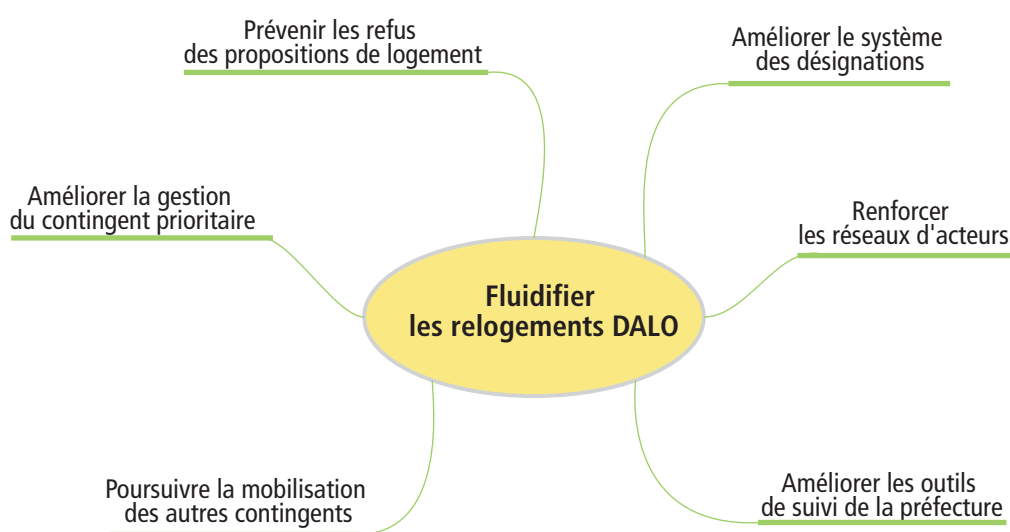 Prévenir les refus
des propositions de logement
Améliorer le système
des désignations
Améliorer la gestion
du contingent prioritaire
Renforcer
les réseaux d'acteurs
Fluidifier
les relogements DALO
Poursuivre la mobilisation
des autres contingents
Améliorer les outils
de suivi de la préfecture